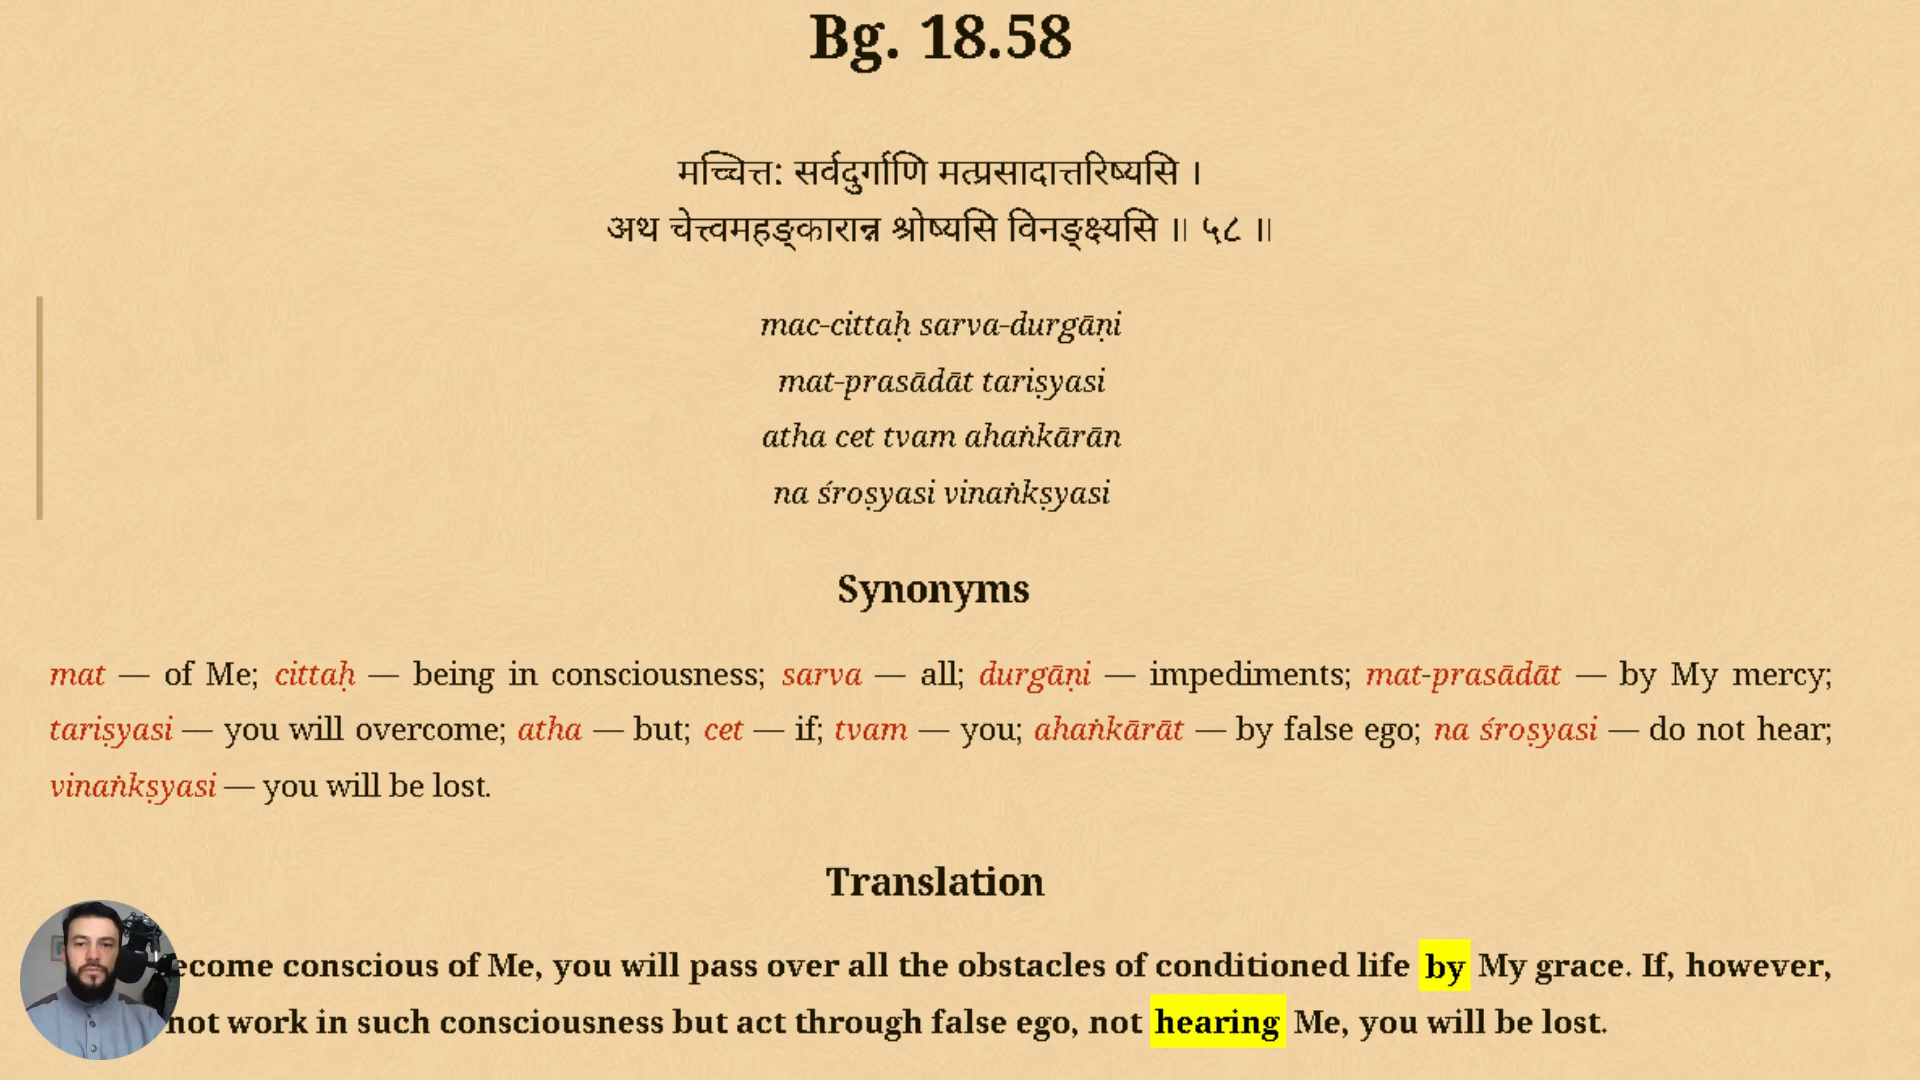 Bg. 18.58
मच्चित्त: सर्वदुर्गाणि मत्प्रसादात्तरिष्यसि ।
अथ चेत्त्वमहङ्कारान्न श्रोष्यसि विनङ्‍क्ष्यसि ॥ ५८ ॥
mac-cittaḥ sarva-durgāṇi
mat-prasādāt tariṣyasi
atha cet tvam ahaṅkārān
na śroṣyasi vinaṅkṣyasi
Synonyms
mat — of Me; cittaḥ — being in consciousness; sarva — all; durgāṇi — impediments; mat-prasādāt — by My mercy;
tariṣyasi — you will overcome; atha — but; cet — if; tvam — you; ahaṅkārāt — by false ego; na śroṣyasi — do not hear;
vinaṅkṣyasi — you will be lost.
Translation
ecome conscious of Me, you will pass over all the obstacles of conditioned life by My grace. If, however,
not work in such consciousness but act through false ego, not hearing Me, you will be lost.